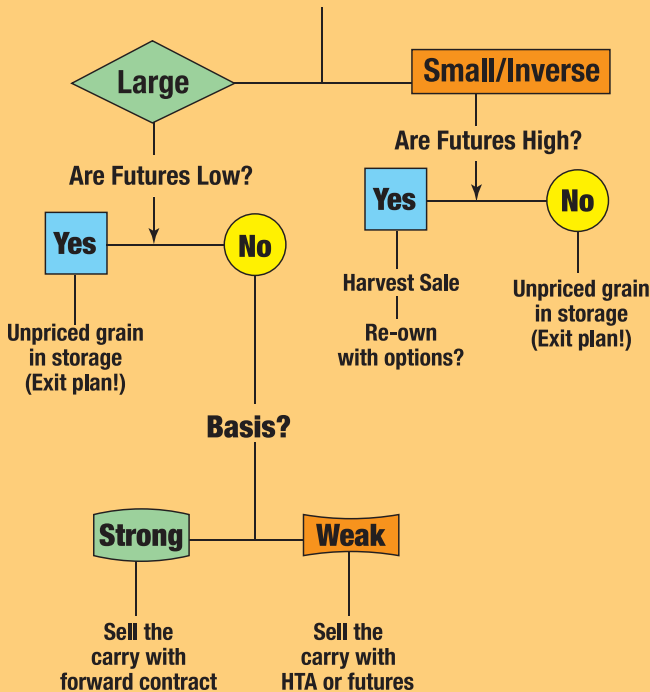 Large
Small/Inverse
Are Futures Low?
Are Futures High?
Yes
No
Yes
No
Unpriced grain
in storage
(Exit plan!)
Harvest Sale
Re-own
with options?
Unpriced grain
in storage
(Exit plan!)
Basis?
Strong
Weak
Sell the
carry with
forward contract
Sell the
carry with
HTA or futures